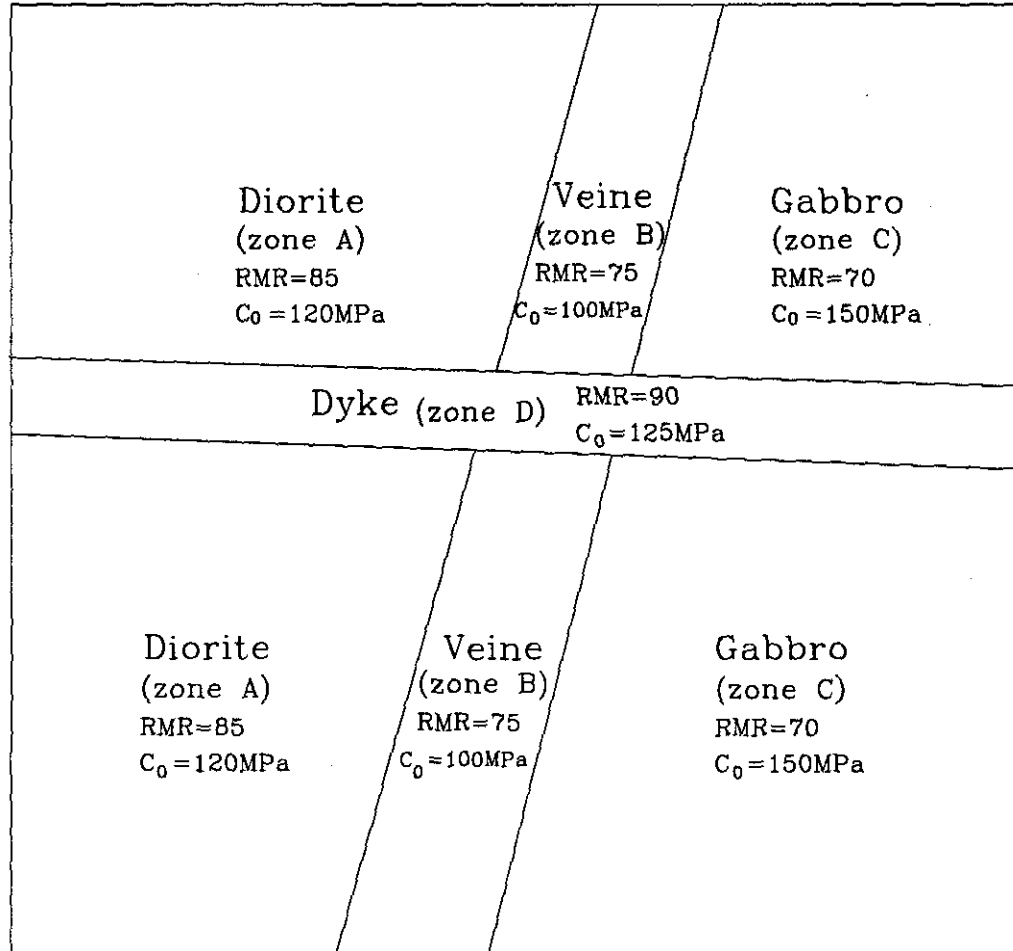 Diorite
(zone A)
RMR=85
C₀=120MPa
Veine
(zone B)
RMR=75
C₀=100MPa
Gabbro
(zone C)
RMR=70
C₀=150MPa
Dyke (zone D)
RMR=90
C₀=125MPa
Diorite
(zone A)
RMR=85
C₀=120MPa
Veine
(zone B)
RMR=75
C₀=100MPa
Gabbro
(zone C)
RMR=70
C₀=150MPa